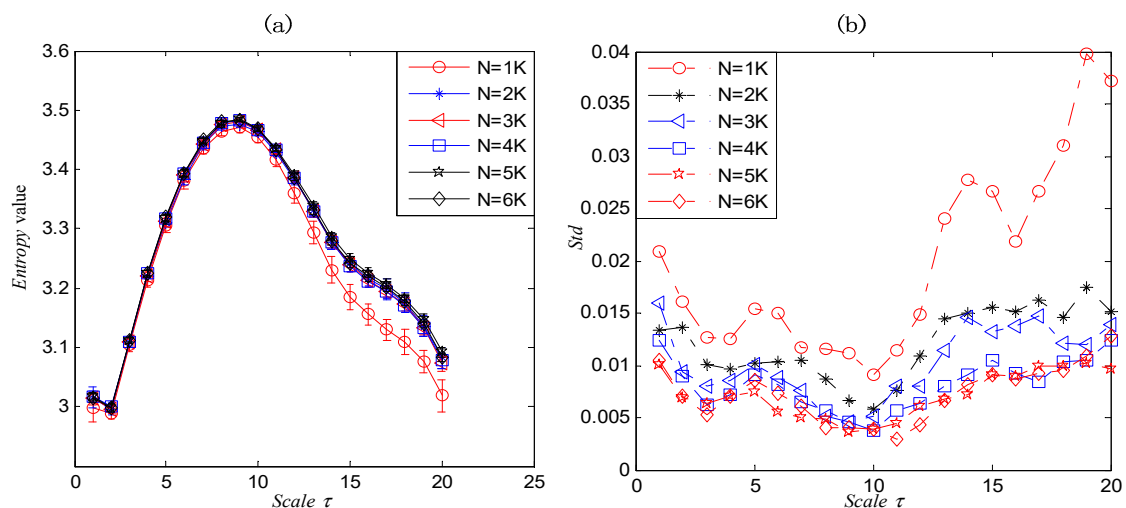 (a)
3.6
3.5
3.4
3.3
3.2
3.1
3
0
5
10
15
20
25
Entropy value
Scale τ
N=1K
N=2K
N=3K
N=4K
N=5K
N=6K
(b)
0.04
0.035
0.03
0.025
0.02
0.015
0.01
0.005
0
0
5
10
15
20
Std
Scale τ
N=1K
N=2K
N=3K
N=4K
N=5K
N=6K